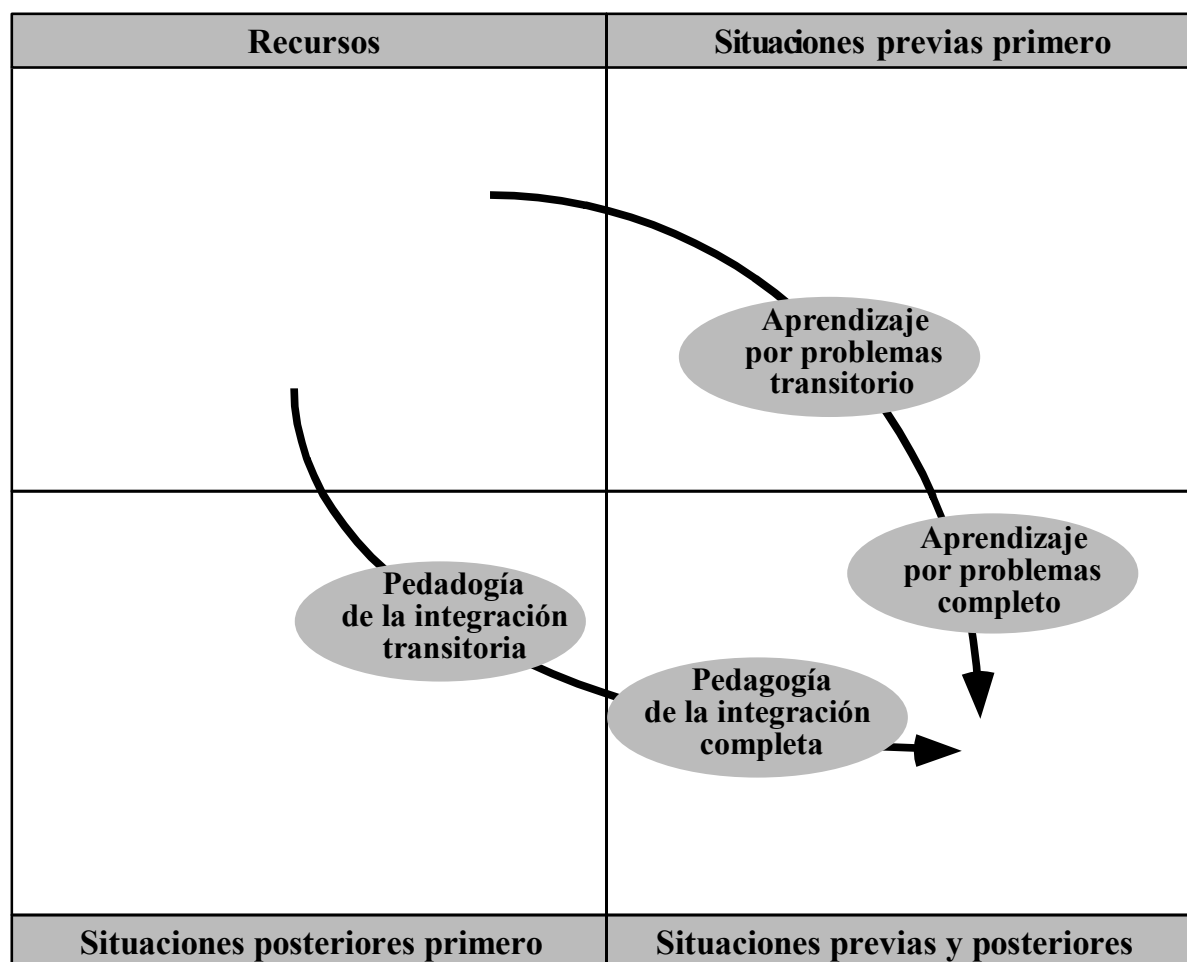 Recursos
Situaciones previas primero
Aprendizaje
por problemas
transitorio
Aprendizaje
por problemas
completo
Pedadogía
de la integración
transitoria
Pedagogía
de la integración
completa
Situaciones posteriores primero
Situaciones previas y posteriores